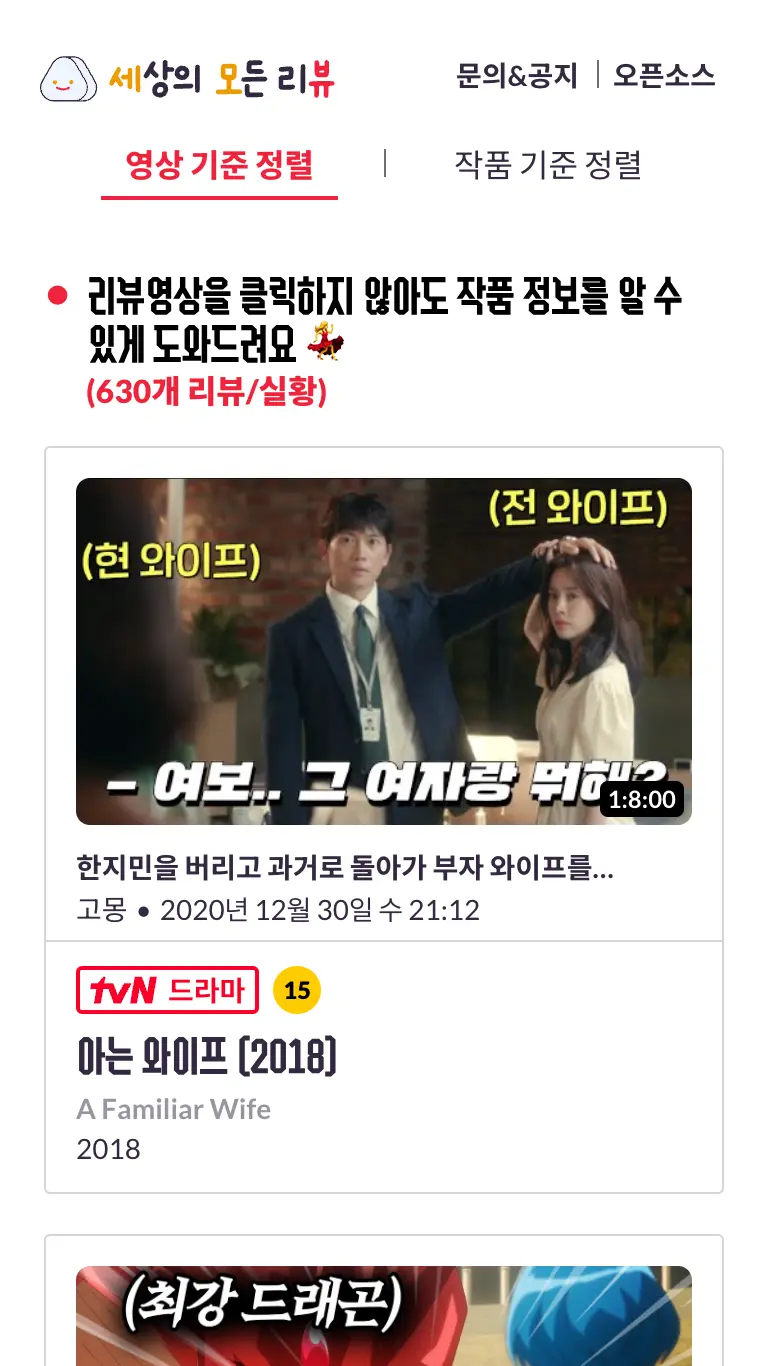 세상의 모든 리뷰
문의&공지 | 오픈소스
영상 기준 정렬 | 작품 기준 정렬
리뷰영상을 클릭하지 않아도 작품 정보를 알 수
있게 도와드려요 💃
(630개 리뷰/실황)
(전 와이프)
(현 와이프)
- 여보.. 그 여자랑 뭐해?
1:8:00
한지민을 버리고 과거로 돌아가 부자 와이프를...
고몽 • 2020년 12월 30일 수 21:12
tvN 드라마 15
아는 와이프 (2018)
A Familiar Wife
2018
(최강 드래곤)